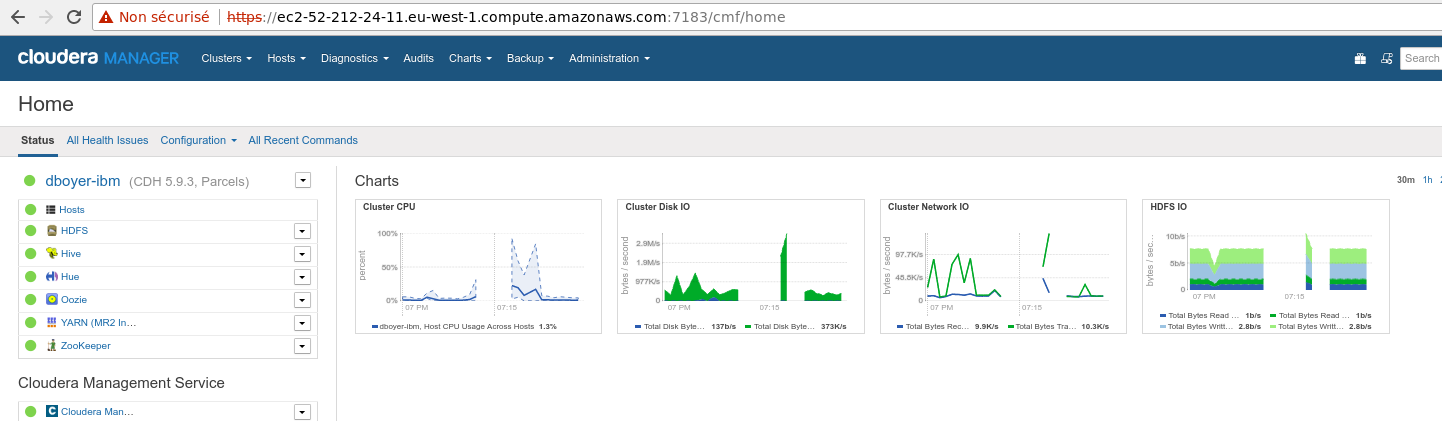 Non sécurisé https://ec2-52-212-24-11.eu-west-1.compute.amazonaws.com:7183/cmf/home
cloudera MANAGER Clusters Hosts Diagnostics Audits Charts Backup Administration Search
Home
Status All Health Issues Configuration All Recent Commands
dboyer-ibm (CDH 5.9.3, Parcels)
Hosts
HDFS
Hive
Hue
Oozie
YARN (MR2 In…
ZooKeeper
Cloudera Management Service
Cloudera Man…
Charts
30m 1h
Cluster CPU
percent
100%
50%
0%
07 PM 07:15
dboyer-ibm, Host CPU Usage Across Hosts 1.3%
Cluster Disk IO
bytes / second
2.9M/s
1.9M/s
977K/s
0
07 PM 07:15
Total Disk Byte… 137b/s Total Disk Byte… 373K/s
Cluster Network IO
bytes / second
97.7K/s
48.8K/s
0
07 PM 07:15
Total Bytes Rec… 9.9K/s Total Bytes Tra… 10.3K/s
HDFS IO
bytes / sec…
10b/s
5b/s
0
07 PM 07:15
Total Bytes Read … 1b/s Total Bytes Read … 1b/s
Total Bytes Writt… 2.8b/s Total Bytes Writt… 2.8b/s